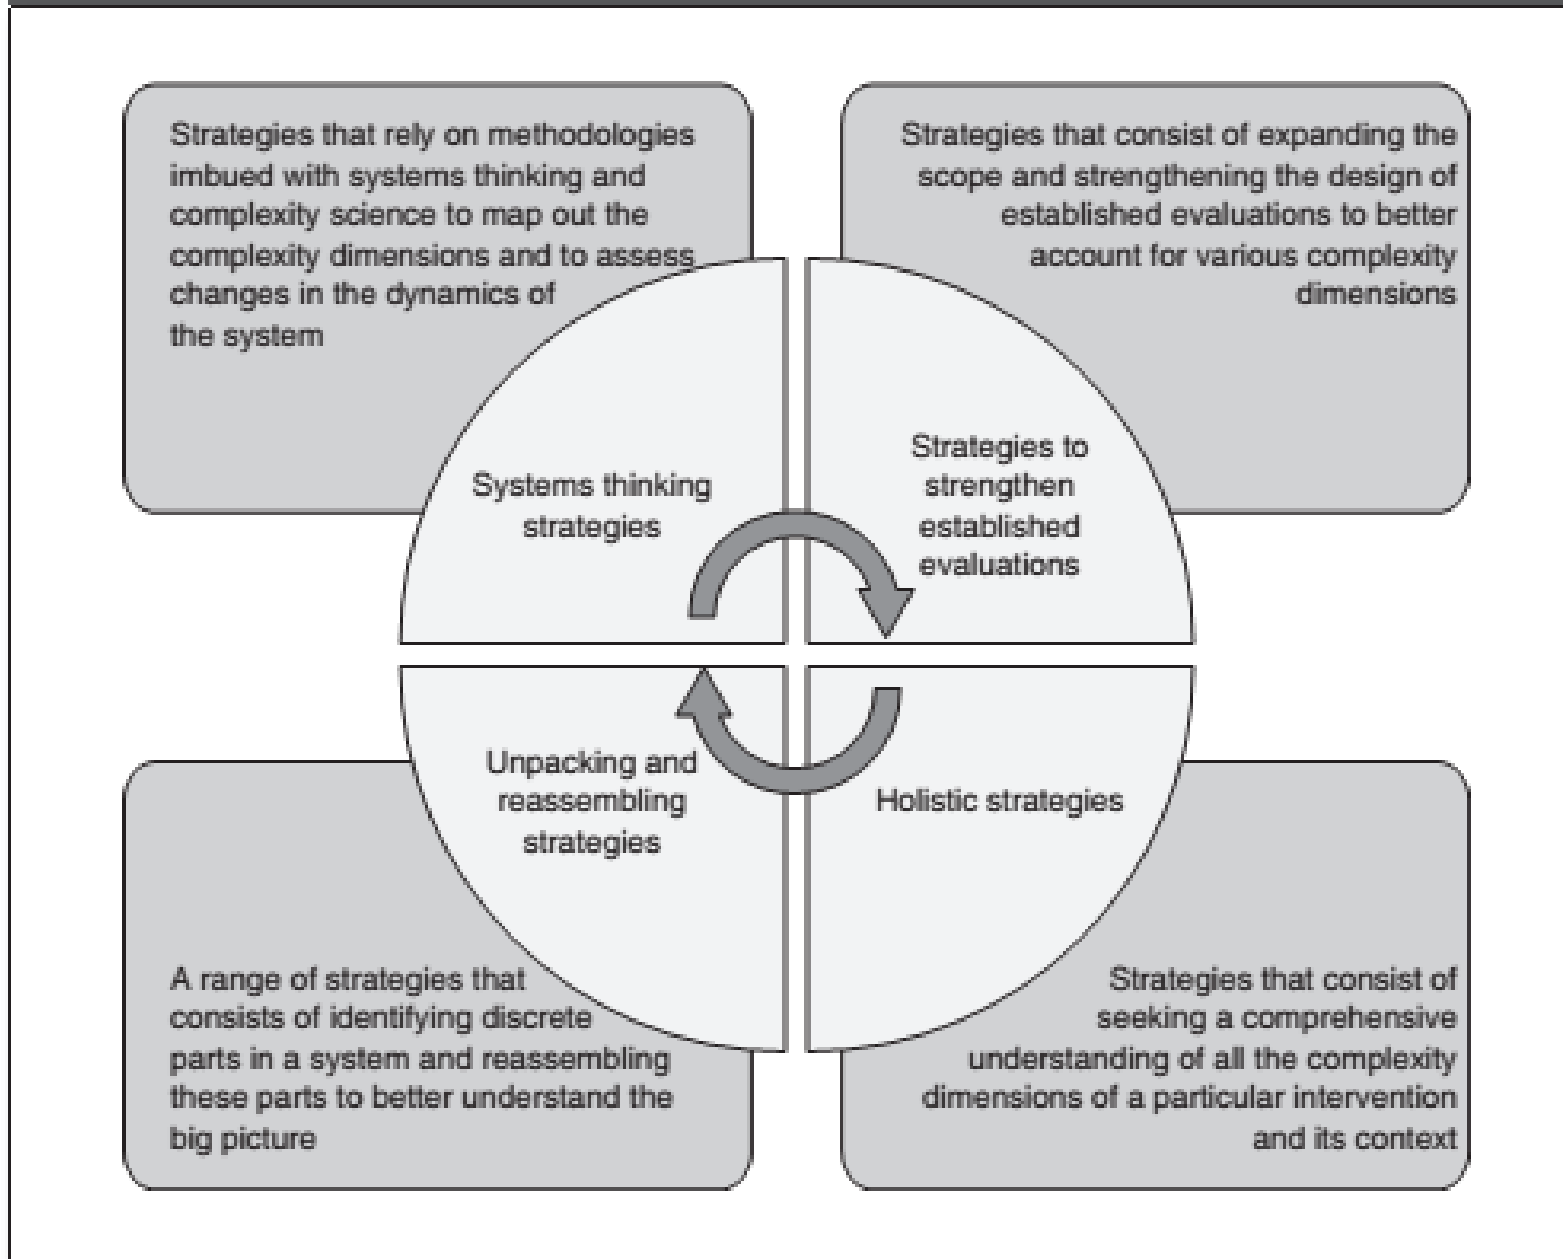 Strategies that rely on methodologies
imbued with systems thinking and
complexity science to map out the
complexity dimensions and to assess
changes in the dynamics of
the system
Strategies that consist of expanding the
scope and strengthening the design of
established evaluations to better
account for various complexity
dimensions
Systems thinking
strategies
Strategies to
strengthen
established
evaluations
Unpacking and
reassembling
strategies
Holistic strategies
A range of strategies that
consists of identifying discrete
parts in a system and reassembling
these parts to better understand the
big picture
Strategies that consist of
seeking a comprehensive
understanding of all the complexity
dimensions of a particular intervention
and its context